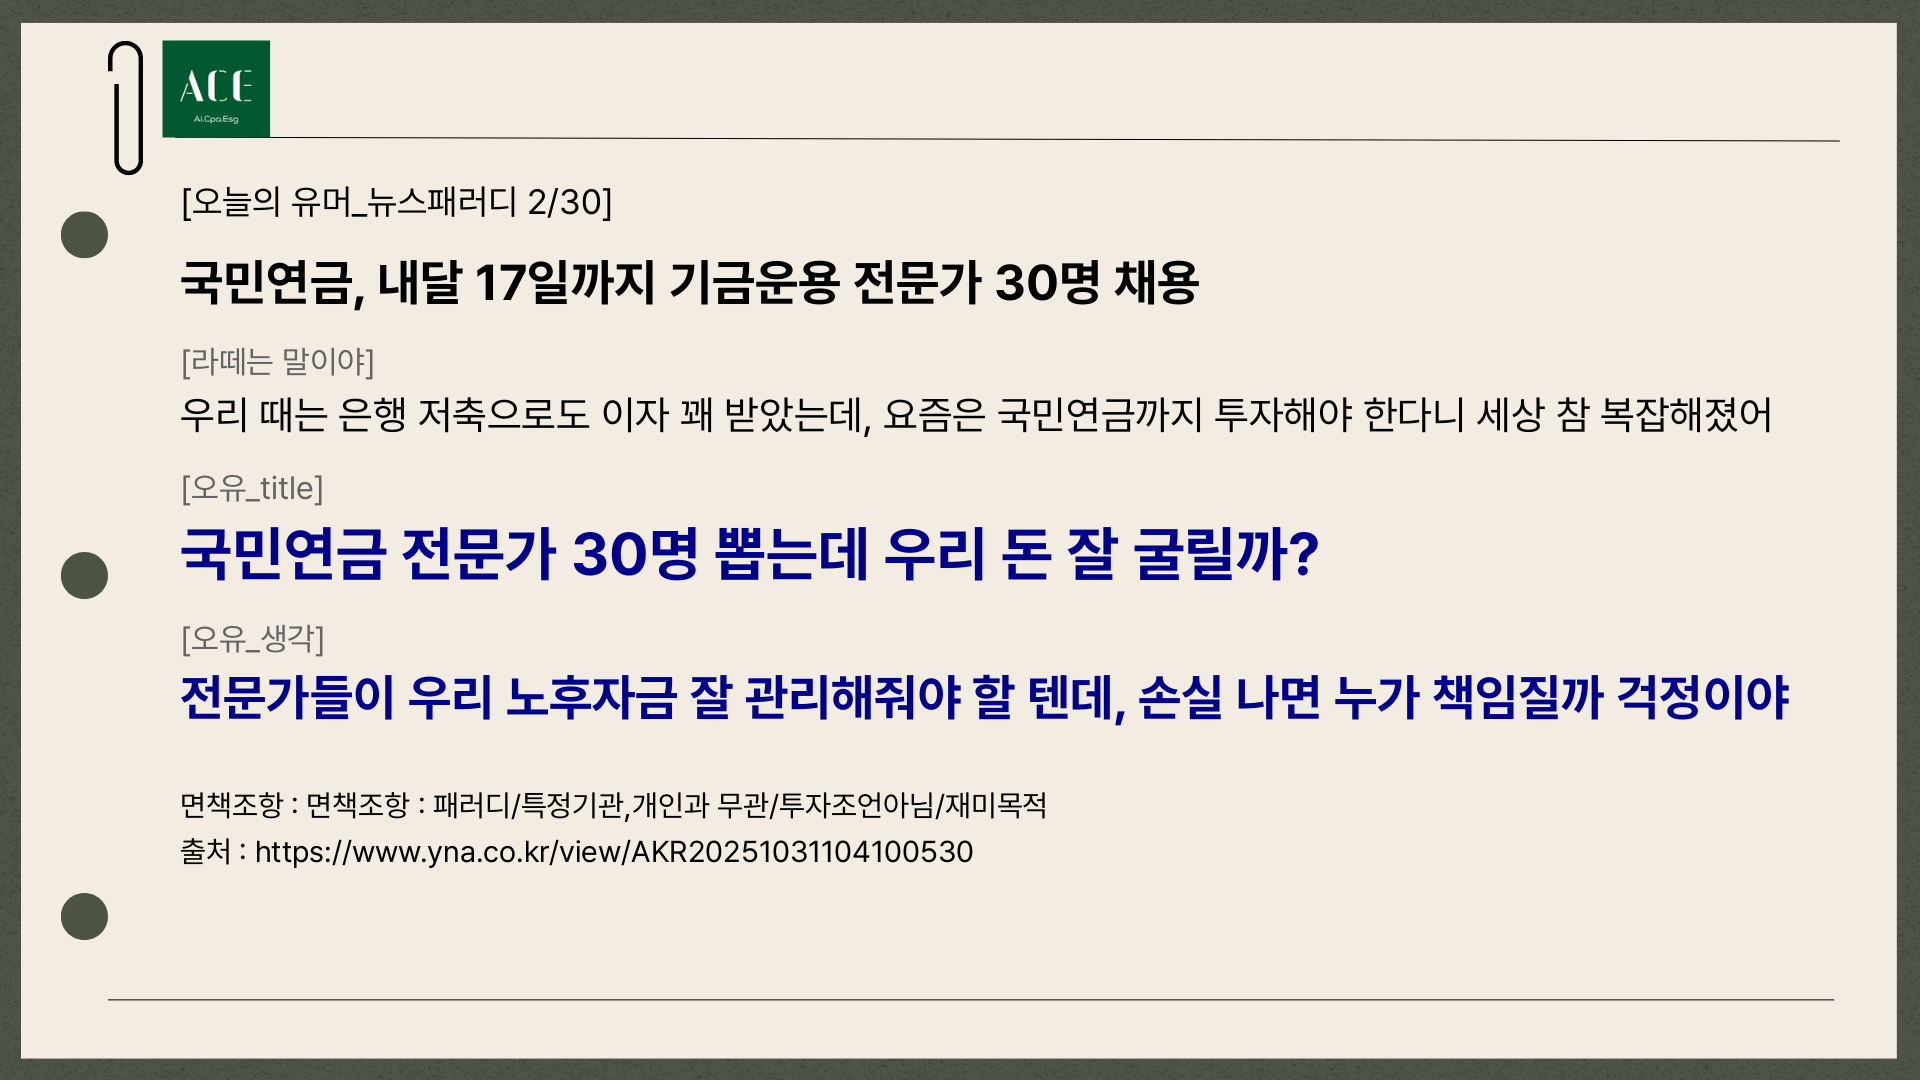 ACE
Ai.Cpa.Esg
[오늘의 유머_뉴스패러디 2/30]
국민연금, 내달 17일까지 기금운용 전문가 30명 채용
[라떼는 말이야]
우리 때는 은행 저축으로도 이자 꽤 받았는데, 요즘은 국민연금까지 투자해야 한다니 세상 참 복잡해졌어
[오유_title]
국민연금 전문가 30명 뽑는데 우리 돈 잘 굴릴까?
[오유_생각]
전문가들이 우리 노후자금 잘 관리해줘야 할 텐데, 손실 나면 누가 책임질까 걱정이야
면책조항 : 면책조항 : 패러디/특정기관,개인과 무관/투자조언아님/재미목적
출처 : https://www.yna.co.kr/view/AKR20251031104100530